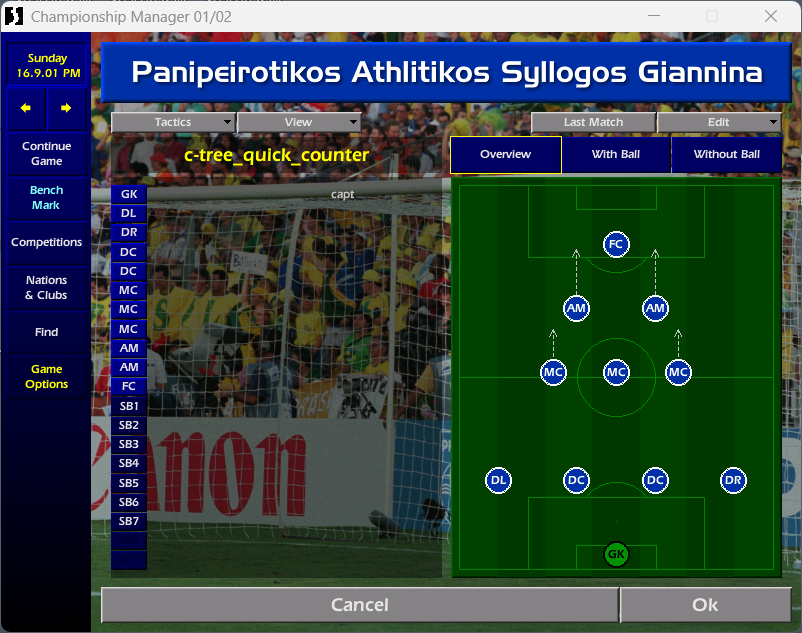 Championship Manager 01/02
Sunday
16.9.01 PM
Panipeirotikos Athlitikos Syllogos Giannina
Continue
Game
Bench
Mark
Competitions
Nations
& Clubs
Find
Game
Options
Tactics
View
Last Match
Edit
c-tree_quick_counter
Overview
With Ball
Without Ball
GK
capt
DL
DR
DC
DC
MC
MC
MC
AM
AM
FC
SB1
SB2
SB3
SB4
SB5
SB6
SB7
FC
AM
AM
MC
MC
MC
DL
DC
DC
DR
GK
anon
Cancel
Ok